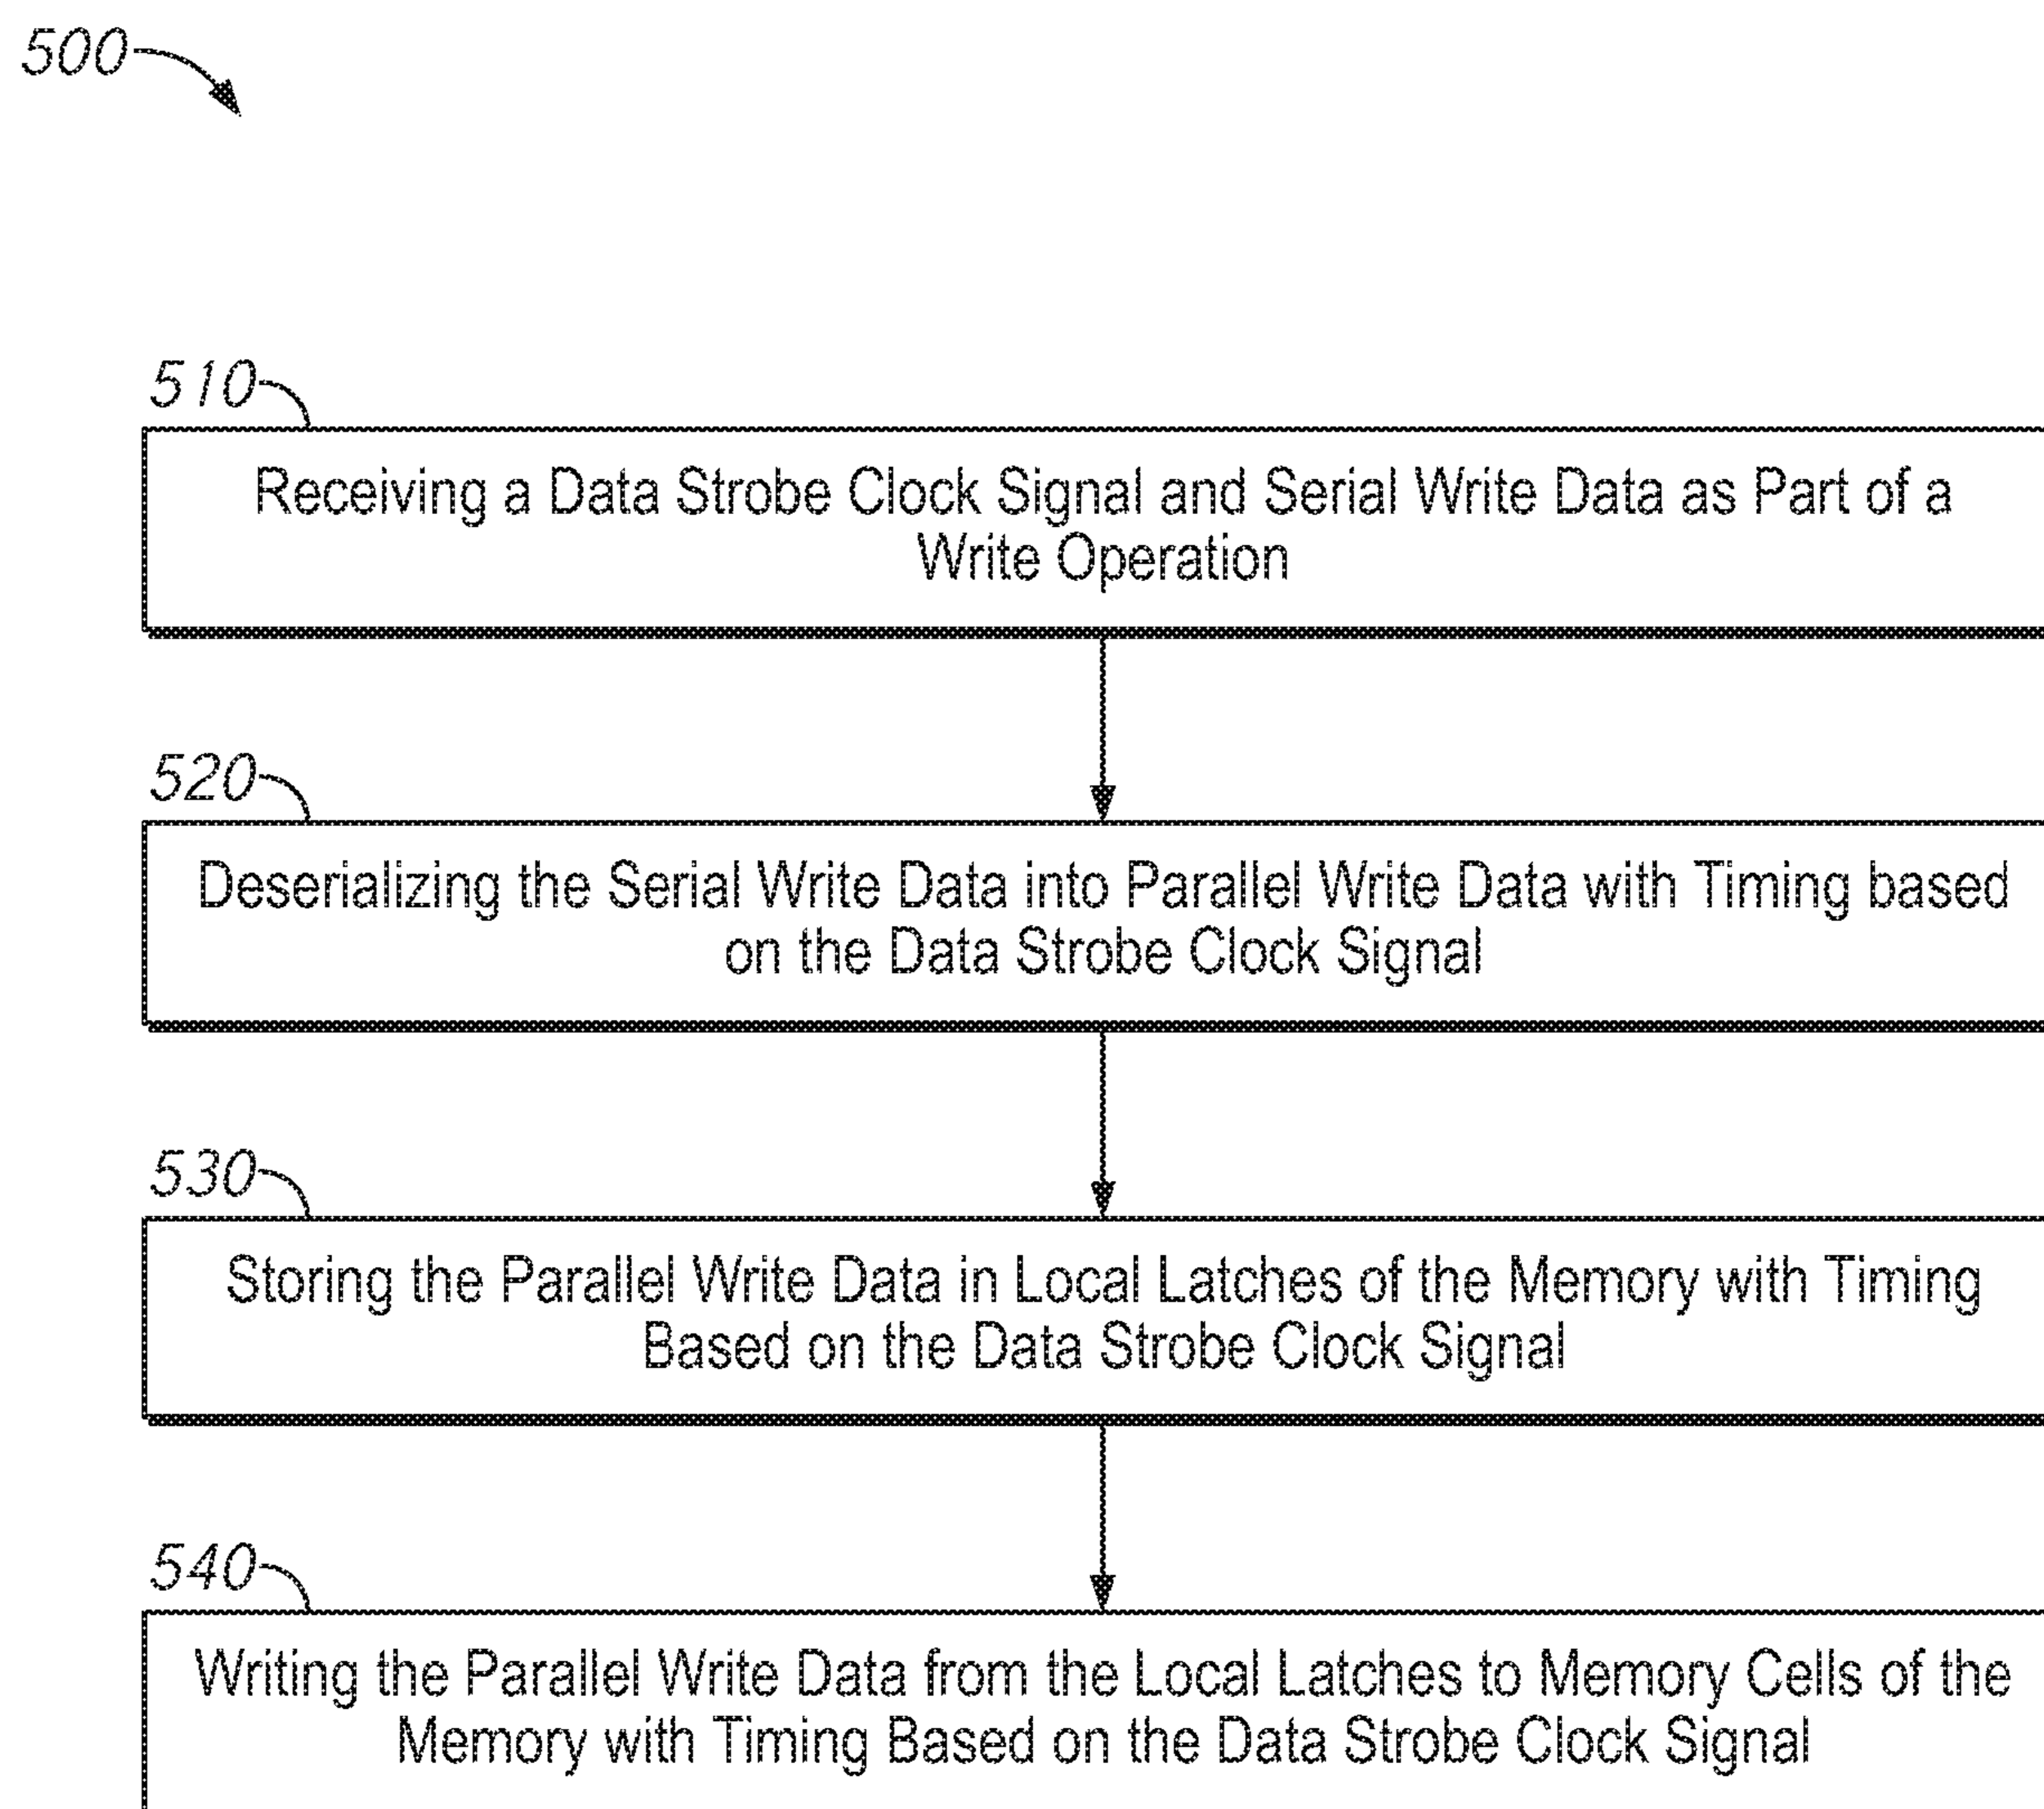 500
510
Receiving a Data Strobe Clock Signal and Serial Write Data as Part of a
Write Operation
520
Deserializing the Serial Write Data into Parallel Write Data with Timing based
on the Data Strobe Clock Signal
530
Storing the Parallel Write Data in Local Latches of the Memory with Timing
Based on the Data Strobe Clock Signal
540
Writing the Parallel Write Data from the Local Latches to Memory Cells of the
Memory with Timing Based on the Data Strobe Clock Signal